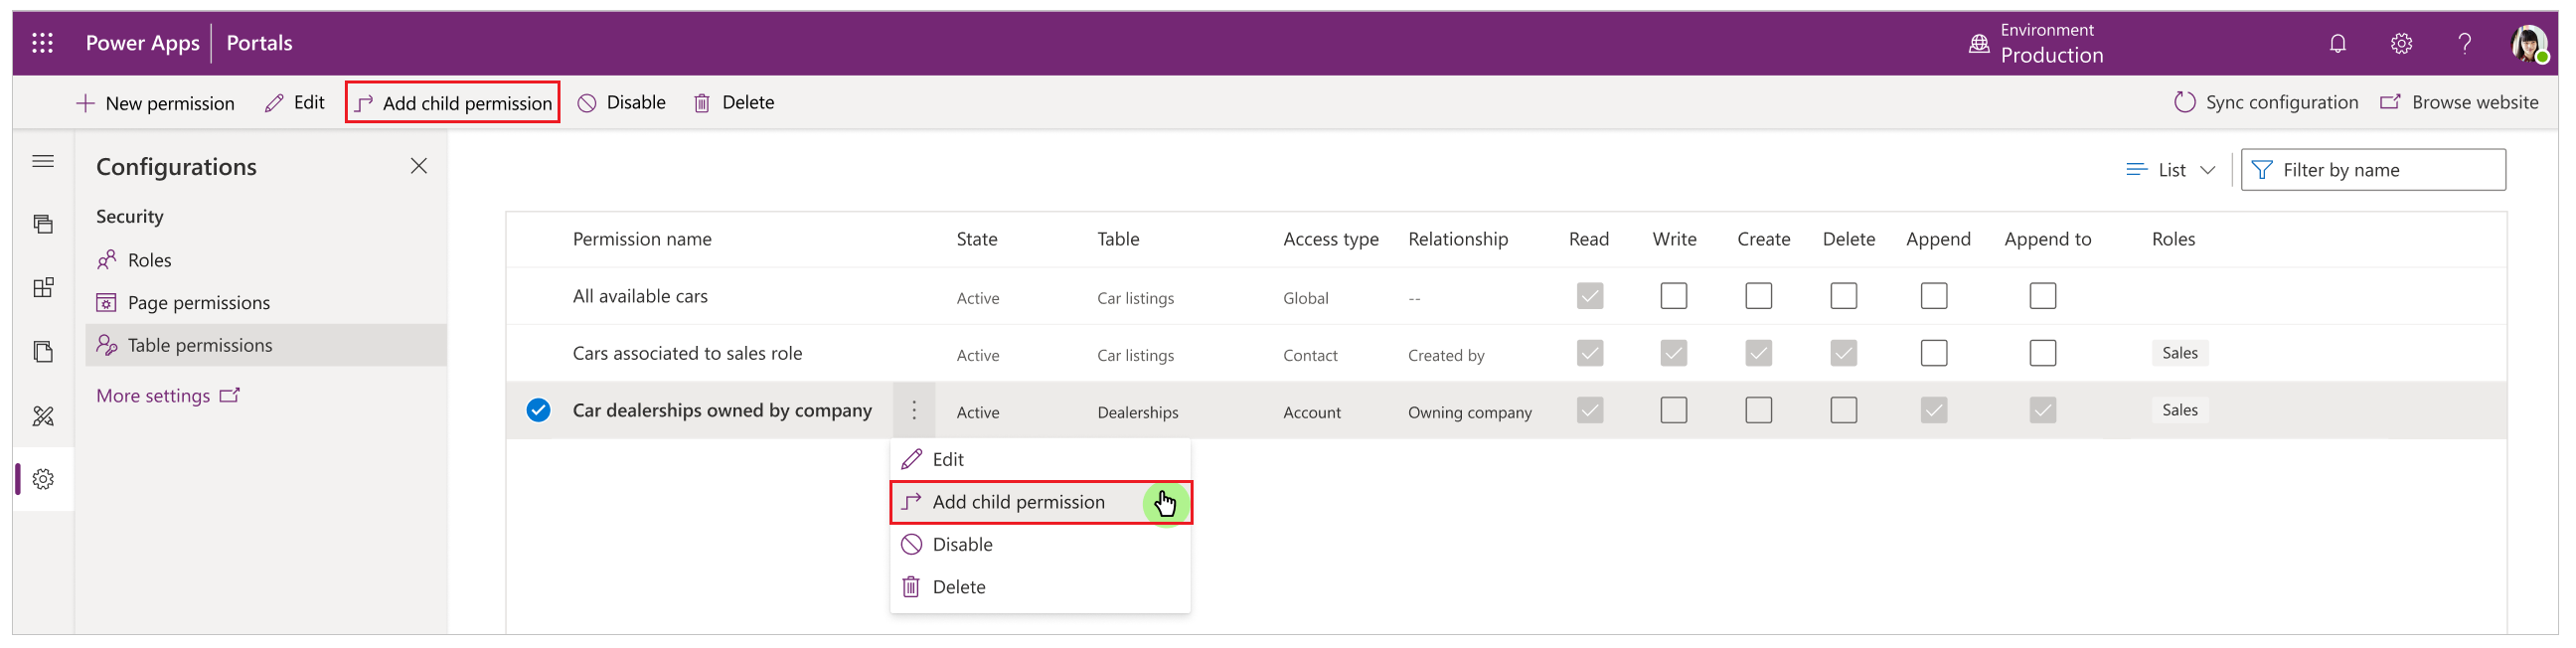 Power Apps | Portals
Environment
Production
New permission Edit Add child permission Disable Delete Sync configuration Browse website
Configurations
Security
Roles
Page permissions
Table permissions
More settings
List Filter by name
Permission name State Table Access type Relationship Read Write Create Delete Append Append to Roles
All available cars Active Car listings Global --
Cars associated to sales role Active Car listings Contact Created by Sales
Car dealerships owned by company Active Dealerships Account Owning company Sales
Edit
Add child permission
Disable
Delete